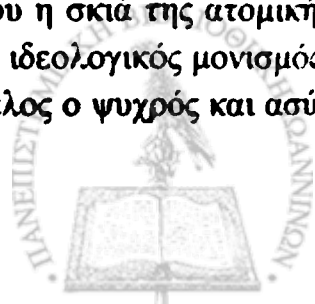 ου η σκιά της ατομική
ιδεολογικός μονισμός
λος ο ψυχρός και ασύ
ΠΑΝΕΠΙΣΤΗΜΙΟ ΙΩΑΝΝΙΝΩΝ